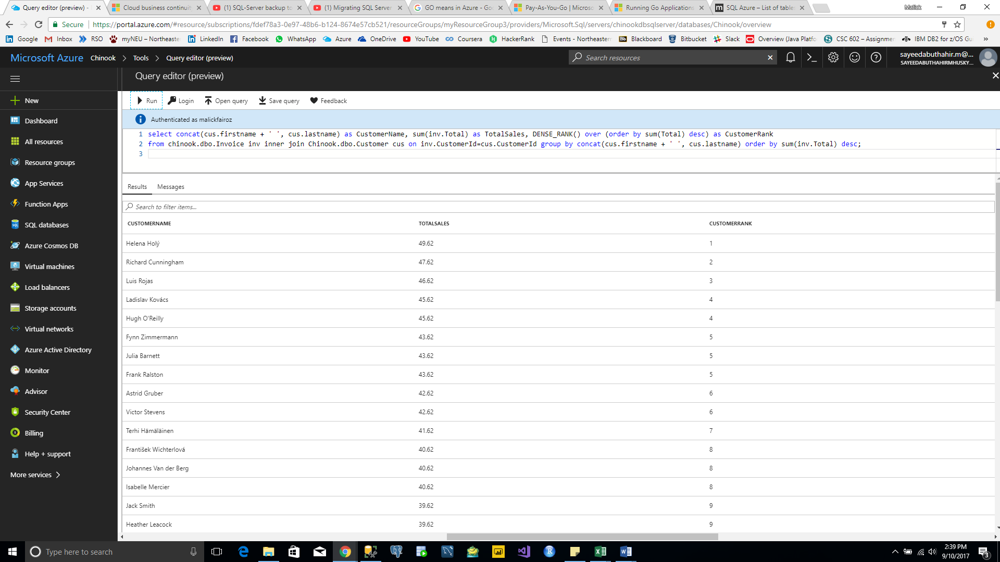 Query editor (preview) -
Cloud business continuit
(1) SQL-Server backup to
(1) Migrating SQL Server
GO means in Azure - Goo
Pay-As-You-Go | Microso
Running Go Applications
SQL Azure – List of tables
Malick
Secure
https://portal.azure.com/#resource/subscriptions/fdef78a3-0e97-48b6-b124-8674e57cb521/resourceGroups/myResourceGroup3/providers/Microsoft.Sql/servers/chinookdbsqlserver/databases/Chinook/overview
Google
Inbox
RSO
myNEU – Northeaste
LinkedIn
Facebook
WhatsApp
Azure
OneDrive
YouTube
Coursera
HackerRank
Events - Northeastern
Blackboard
Bitbucket
Slack
Overview (Java Platfo
CSC 602 – Assignmen
IBM DB2 for z/OS Gu
»
Microsoft Azure Chinook > Tools > Query editor (preview)
Search resources
sayeedabuthahir.m@...
SAYEEDABUTHAHIRMHUSKY...
Query editor (preview)
New
Dashboard
All resources
Resource groups
App Services
Function Apps
SQL databases
Azure Cosmos DB
Virtual machines
Load balancers
Storage accounts
Virtual networks
Azure Active Directory
Monitor
Advisor
Security Center
Billing
Help + support
More services >
Run
Login
Open query
Save query
Feedback
Authenticated as malickfairoz
1 select concat(cus.firstname + ' ', cus.lastname) as CustomerName, sum(inv.Total) as TotalSales, DENSE_RANK() over (order by sum(Total) desc) as CustomerRank
2 from chinook.dbo.Invoice inv inner join Chinook.dbo.Customer cus on inv.CustomerId=cus.CustomerId group by concat(cus.firstname + ' ', cus.lastname) order by sum(inv.Total) desc;
3
Results Messages
Search to filter items...
CUSTOMERNAME TOTALSALES CUSTOMERRANK
Helena Holý 49.62 1
Richard Cunningham 47.62 2
Luis Rojas 46.62 3
Ladislav Kovács 45.62 4
Hugh O'Reilly 45.62 4
Fynn Zimmermann 43.62 5
Julia Barnett 43.62 5
Frank Ralston 43.62 5
Astrid Gruber 42.62 6
Victor Stevens 42.62 6
Terhi Hämäläinen 41.62 7
František Wichterlová 40.62 8
Johannes Van der Berg 40.62 8
Isabelle Mercier 40.62 8
Jack Smith 39.62 9
Heather Leacock 39.62 9
Type here to search
2:39 PM
9/10/2017
3